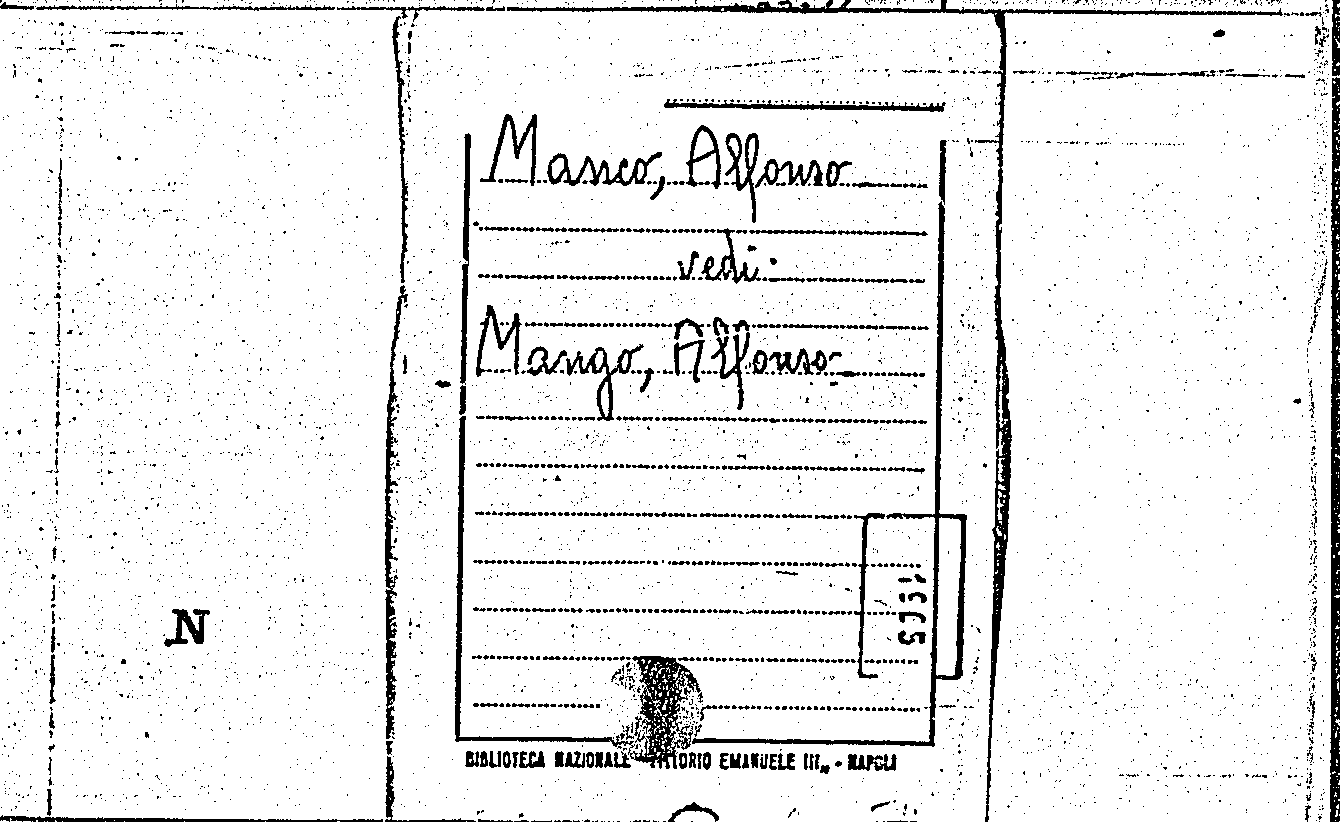 Manco, Alfonso
vedi:
Mango, Alfonso
N
BIBLIOTECA NAZIONALE "VITTORIO EMANUELE III" - NAPOLI